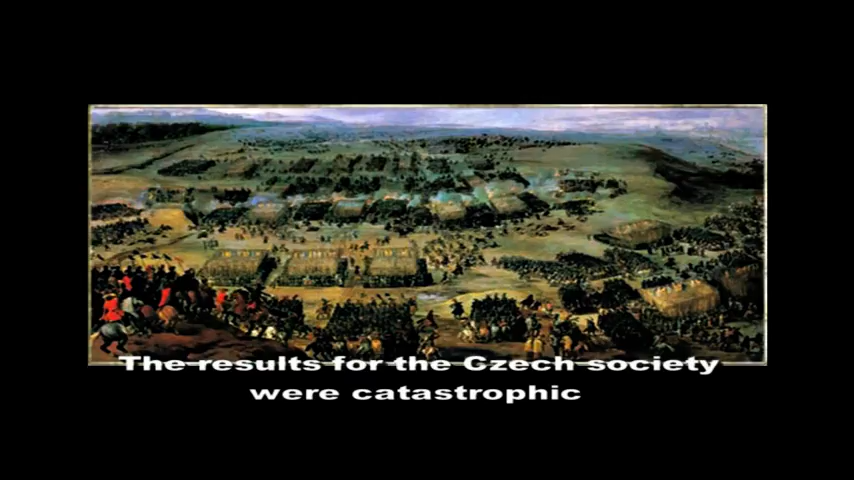 The results for the Czech society
were catastrophic